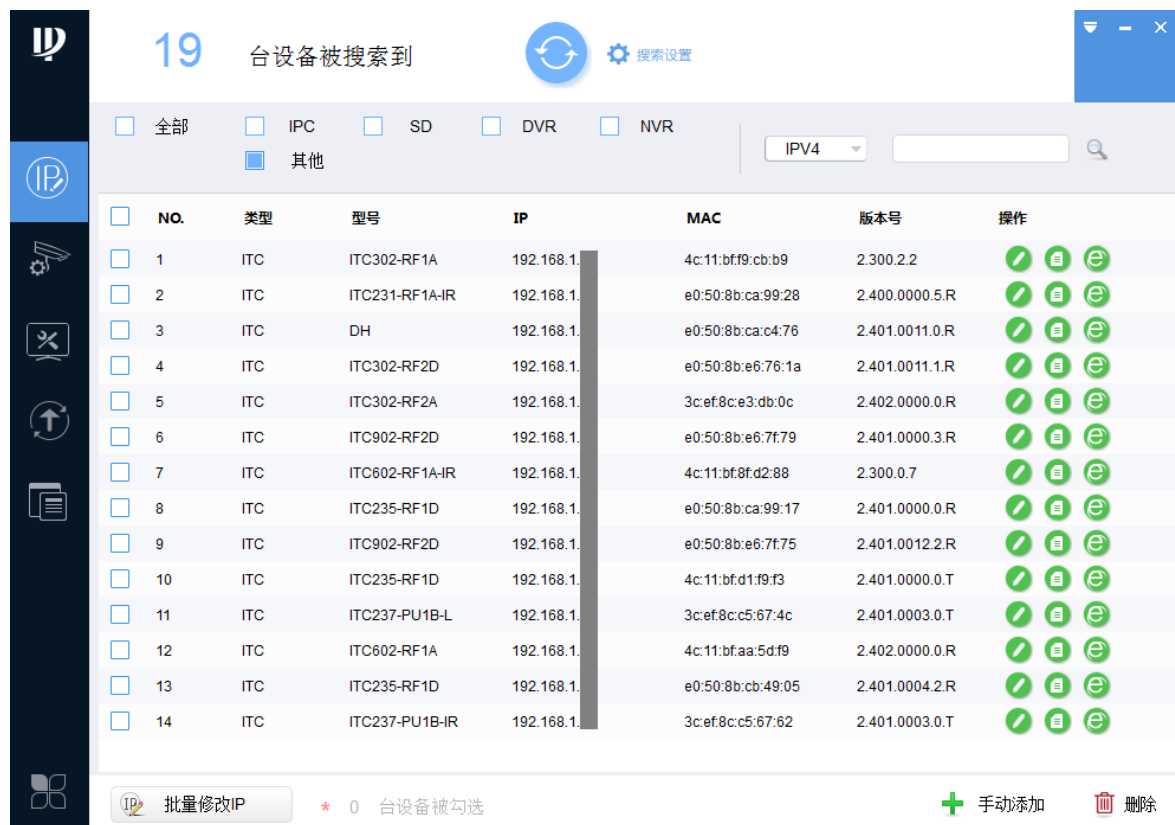 19 台设备被搜索到 搜索设置
全部 IPC SD DVR NVR
其他 IPV4
NO. 类型 型号 IP MAC 版本号 操作
1 ITC ITC302-RF1A 192.168.1. 4c:11:bf:f9:cb:b9 2.300.2.2
2 ITC ITC231-RF1A-IR 192.168.1. e0:50:8b:ca:99:28 2.400.0000.5.R
3 ITC DH 192.168.1. e0:50:8b:ca:c4:76 2.401.0011.0.R
4 ITC ITC302-RF2D 192.168.1. e0:50:8b:e6:76:1a 2.401.0011.1.R
5 ITC ITC302-RF2A 192.168.1. 3c:ef:8c:e3:db:0c 2.402.0000.0.R
6 ITC ITC902-RF2D 192.168.1. e0:50:8b:e6:7f:79 2.401.0000.3.R
7 ITC ITC602-RF1A-IR 192.168.1. 4c:11:bf:8f:d2:88 2.300.0.7
8 ITC ITC235-RF1D 192.168.1. e0:50:8b:ca:99:17 2.401.0000.0.R
9 ITC ITC902-RF2D 192.168.1. e0:50:8b:e6:7f:75 2.401.0012.2.R
10 ITC ITC235-RF1D 192.168.1. 4c:11:bf:d1:f9:f3 2.401.0000.0.T
11 ITC ITC237-PU1B-L 192.168.1. 3c:ef:8c:c5:67:4c 2.401.0003.0.T
12 ITC ITC602-RF1A 192.168.1. 4c:11:bf:aa:5d:f9 2.402.0000.0.R
13 ITC ITC235-RF1D 192.168.1. e0:50:8b:cb:49:05 2.401.0004.2.R
14 ITC ITC237-PU1B-IR 192.168.1. 3c:ef:8c:c5:67:62 2.401.0003.0.T
批量修改IP * 0 台设备被勾选 手动添加 删除